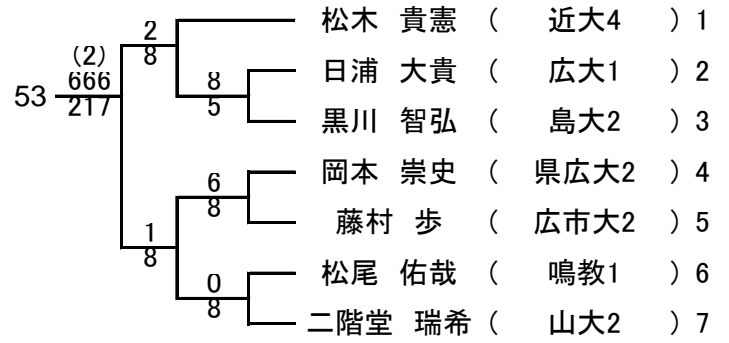 松木 貴憲 ( 近大4 ) 1
2
8
(2)
666
217
53
日浦 大貴 ( 広大1 ) 2
8
5
黒川 智弘 ( 島大2 ) 3
岡本 崇史 ( 県広大2 ) 4
6
8
藤村 歩 ( 広市大2 ) 5
1
8
松尾 佑哉 ( 鳴教1 ) 6
0
8
二階堂 瑞希 ( 山大2 ) 7